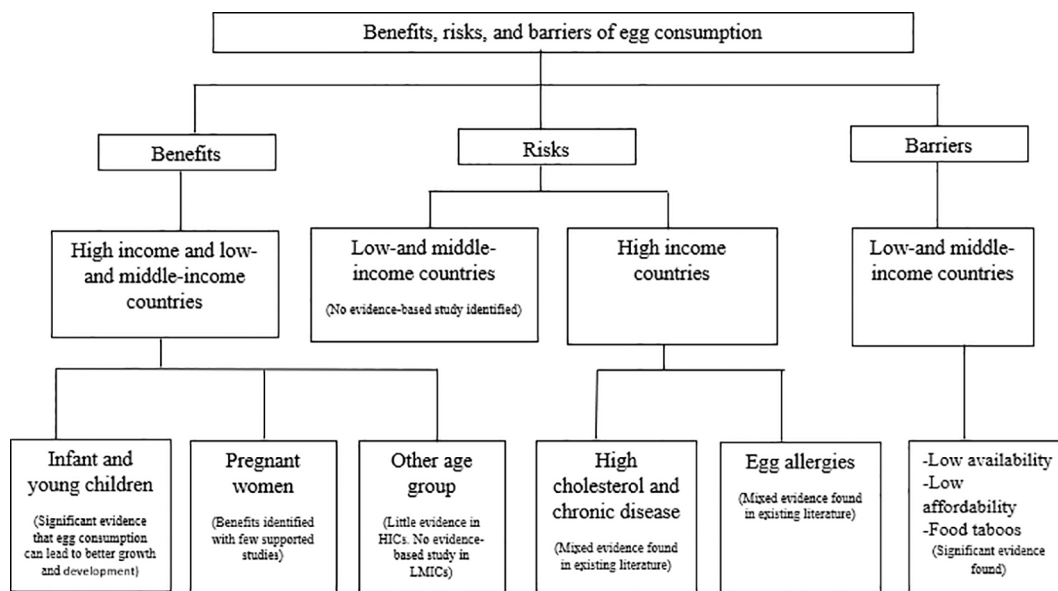 Benefits, risks, and barriers of egg consumption
Benefits
Risks
Barriers
High income and low-
and middle-income
countries
Low-and middle-
income countries
(No evidence-based study identified)
High income
countries
Low-and middle-
income countries
Infant and
young children
(Significant evidence
that egg consumption
can lead to better growth
and development)
Pregnant
women
(Benefits identified
with few supported
studies)
Other age
group
(Little evidence in
HICs. No evidence-
based study in
LMICs)
High
cholesterol and
chronic disease
(Mixed evidence found
in existing literature)
Egg allergies
(Mixed evidence found
in existing literature)
-Low availability
-Low
affordability
-Food taboos
(Significant evidence
found)